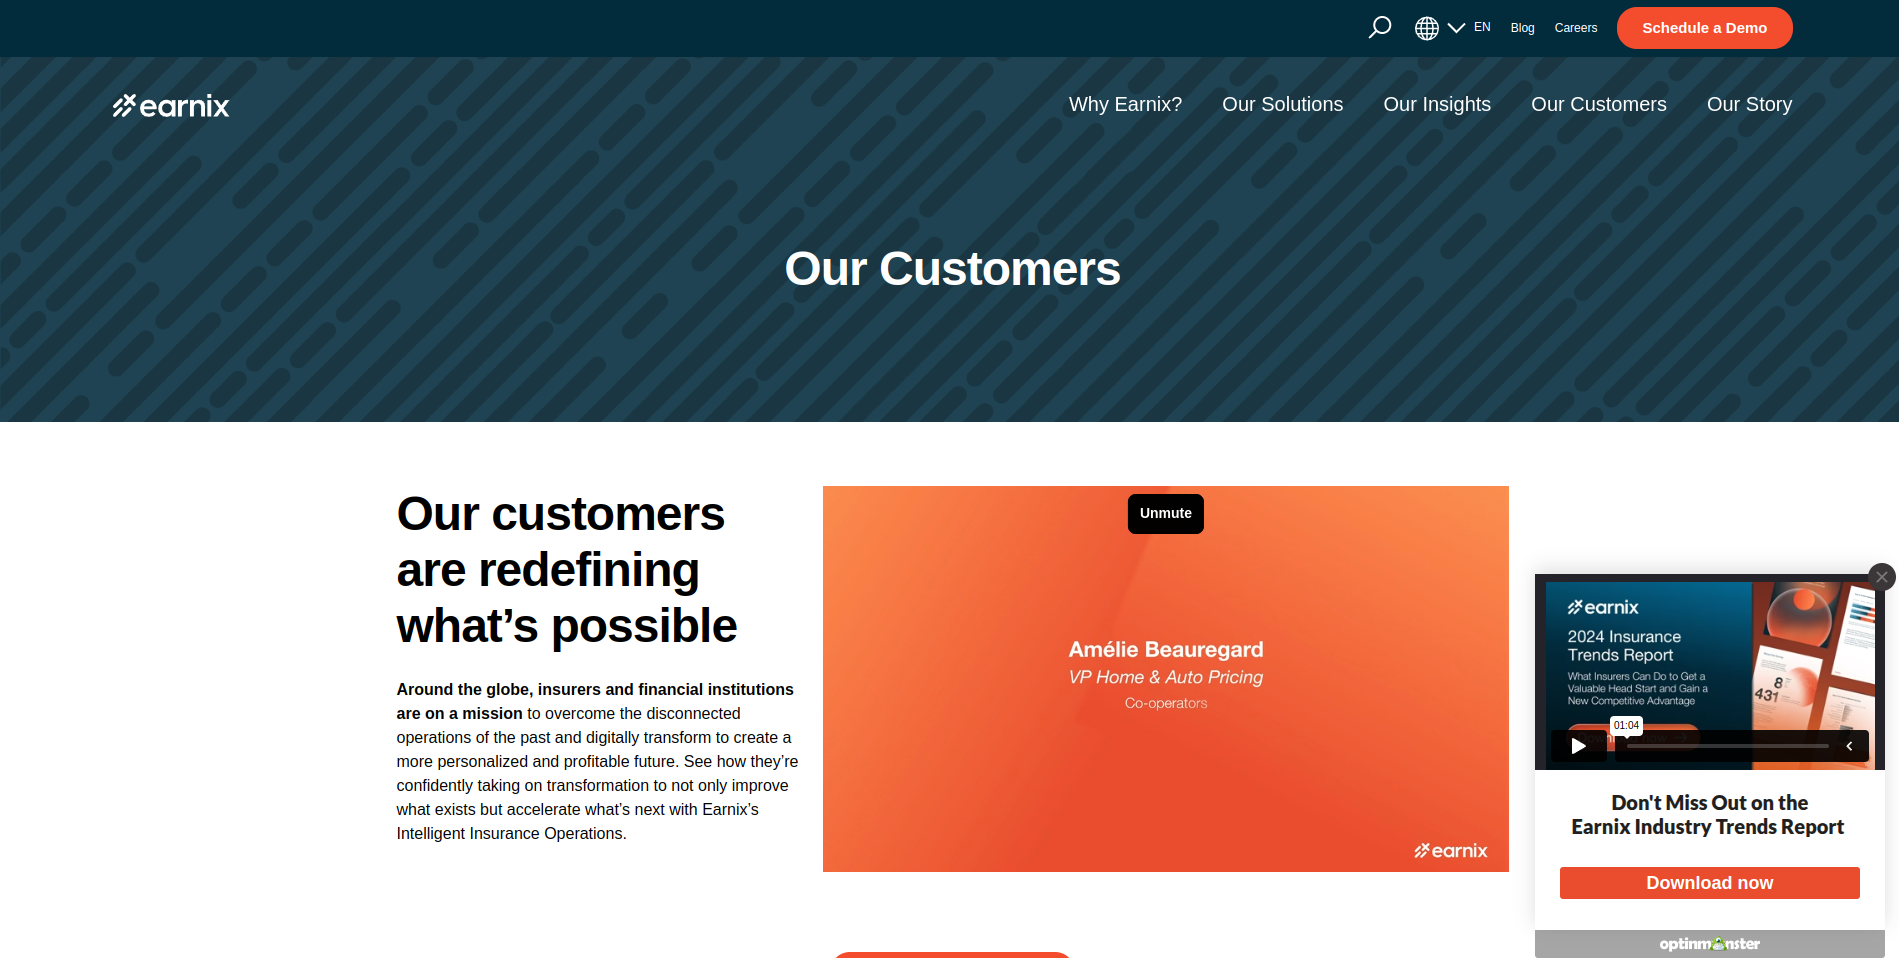 EN
Blog
Careers
Schedule a Demo
earnix
Why Earnix?
Our Solutions
Our Insights
Our Customers
Our Story
Our Customers
Our customers
are redefining
what’s possible
Around the globe, insurers and financial institutions
are on a mission to overcome the disconnected
operations of the past and digitally transform to create a
more personalized and profitable future. See how they’re
confidently taking on transformation to not only improve
what exists but accelerate what’s next with Earnix’s
Intelligent Insurance Operations.
Unmute
Amélie Beauregard
VP Home & Auto Pricing
Co-operators
earnix
earnix
2024 Insurance
Trends Report
What Insurers Can Do to Get a
Valuable Head Start and Gain a
New Competitive Advantage
8
431
01:04
Don't Miss Out on the
Earnix Industry Trends Report
Download now
optinmonster